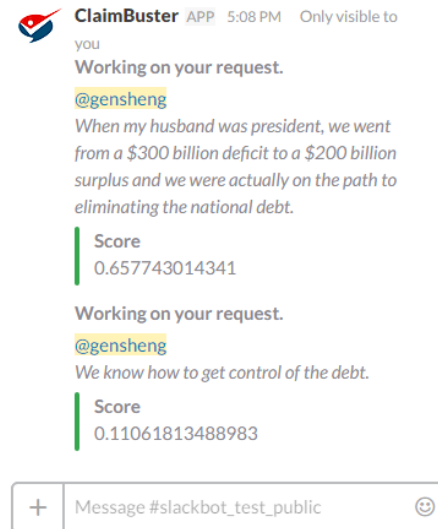 ClaimBuster APP 5:08 PM Only visible to
you
Working on your request.
@gensheng
When my husband was president, we went
from a $300 billion deficit to a $200 billion
surplus and we were actually on the path to
eliminating the national debt.
Score
0.657743014341
Working on your request.
@gensheng
We know how to get control of the debt.
Score
0.11061813488983
+ Message #slackbot_test_public